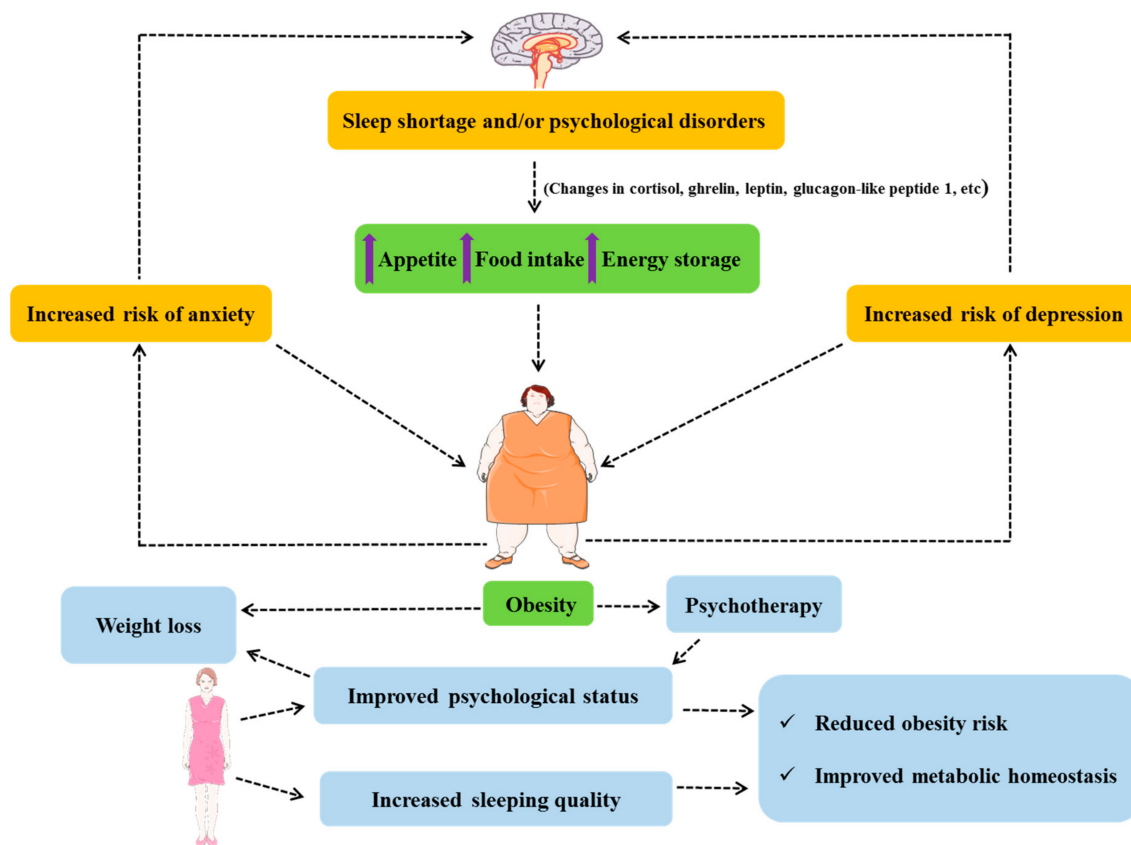 Sleep shortage and/or psychological disorders
(Changes in cortisol, ghrelin, leptin, glucagon-like peptide 1, etc)
Appetite Food intake Energy storage
Increased risk of anxiety
Increased risk of depression
Obesity
Psychotherapy
Weight loss
Improved psychological status
Reduced obesity risk
Improved metabolic homeostasis
Increased sleeping quality